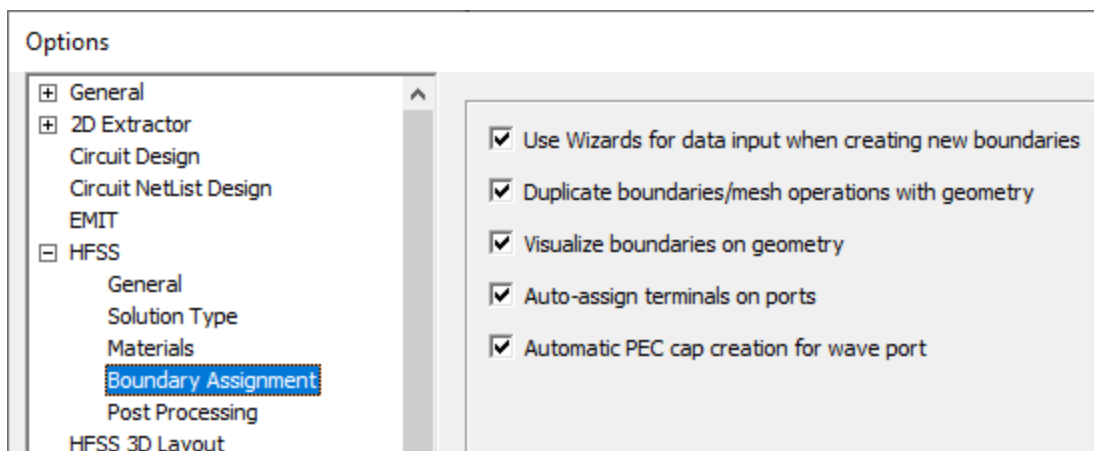 Options
General
2D Extractor
Circuit Design
Circuit NetList Design
EMIT
HFSS
General
Solution Type
Materials
Boundary Assignment
Post Processing
HFSS 3D Layout
Use Wizards for data input when creating new boundaries
Duplicate boundaries/mesh operations with geometry
Visualize boundaries on geometry
Auto-assign terminals on ports
Automatic PEC cap creation for wave port